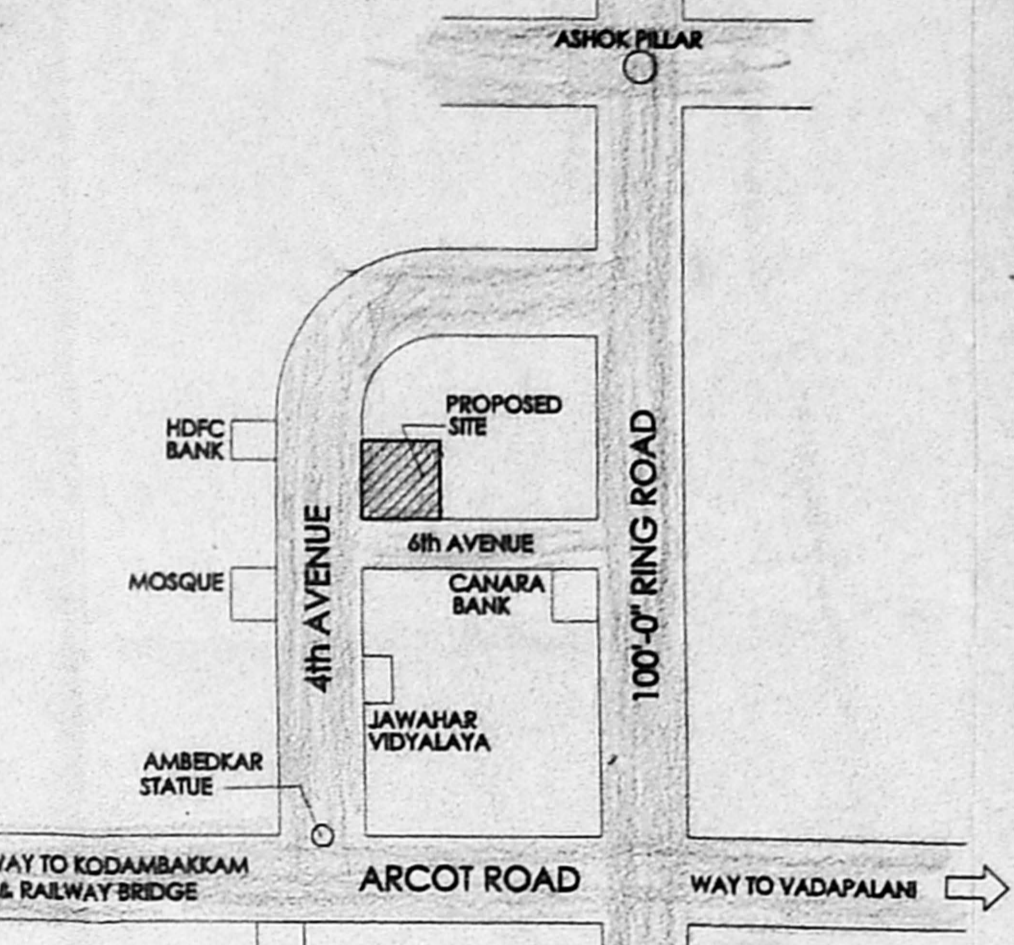 ASHOK PILLAR
PROPOSED
SITE
HDFC
BANK
4th AVENUE
100'-0" RING ROAD
6th AVENUE
MOSQUE
CANARA
BANK
JAWAHAR
VIDYALAYA
AMBEDKAR
STATUE
WAY TO KODAMBAKKAM
& RAILWAY BRIDGE
ARCOT ROAD
WAY TO VADAPALANI